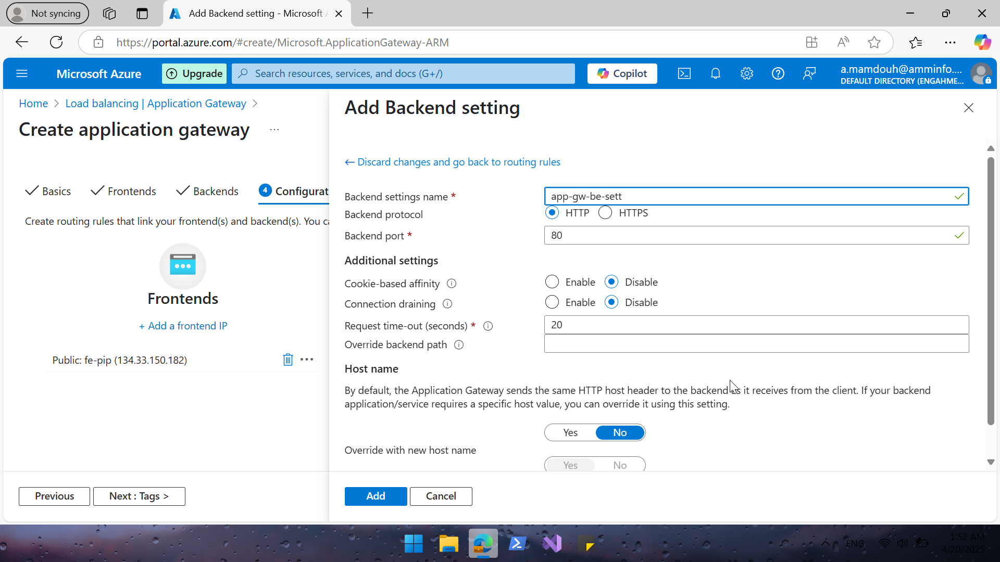 Not syncing
Add Backend setting - Microsoft A
https://portal.azure.com/#create/Microsoft.ApplicationGateway-ARM
Microsoft Azure
Upgrade
Search resources, services, and docs (G+/)
Copilot
a.mamdouh@amminfo....
DEFAULT DIRECTORY (ENGAHME...
Home > Load balancing | Application Gateway >
Create application gateway ...
Basics
Frontends
Backends
4 Configurat
Create routing rules that link your frontend(s) and backend(s). You ca
Frontends
+ Add a frontend IP
Public: fe-pip (134.33.150.182)
Previous
Next : Tags >
Add Backend setting
← Discard changes and go back to routing rules
Backend settings name * app-gw-be-sett
Backend protocol HTTP HTTPS
Backend port * 80
Additional settings
Cookie-based affinity Enable Disable
Connection draining Enable Disable
Request time-out (seconds) * 20
Override backend path
Host name
By default, the Application Gateway sends the same HTTP host header to the backend as it receives from the client. If your backend
application/service requires a specific host value, you can override it using this setting.
Yes No
Override with new host name
Yes No
Add
Cancel
ENG
1:52 AM
4/20/2025